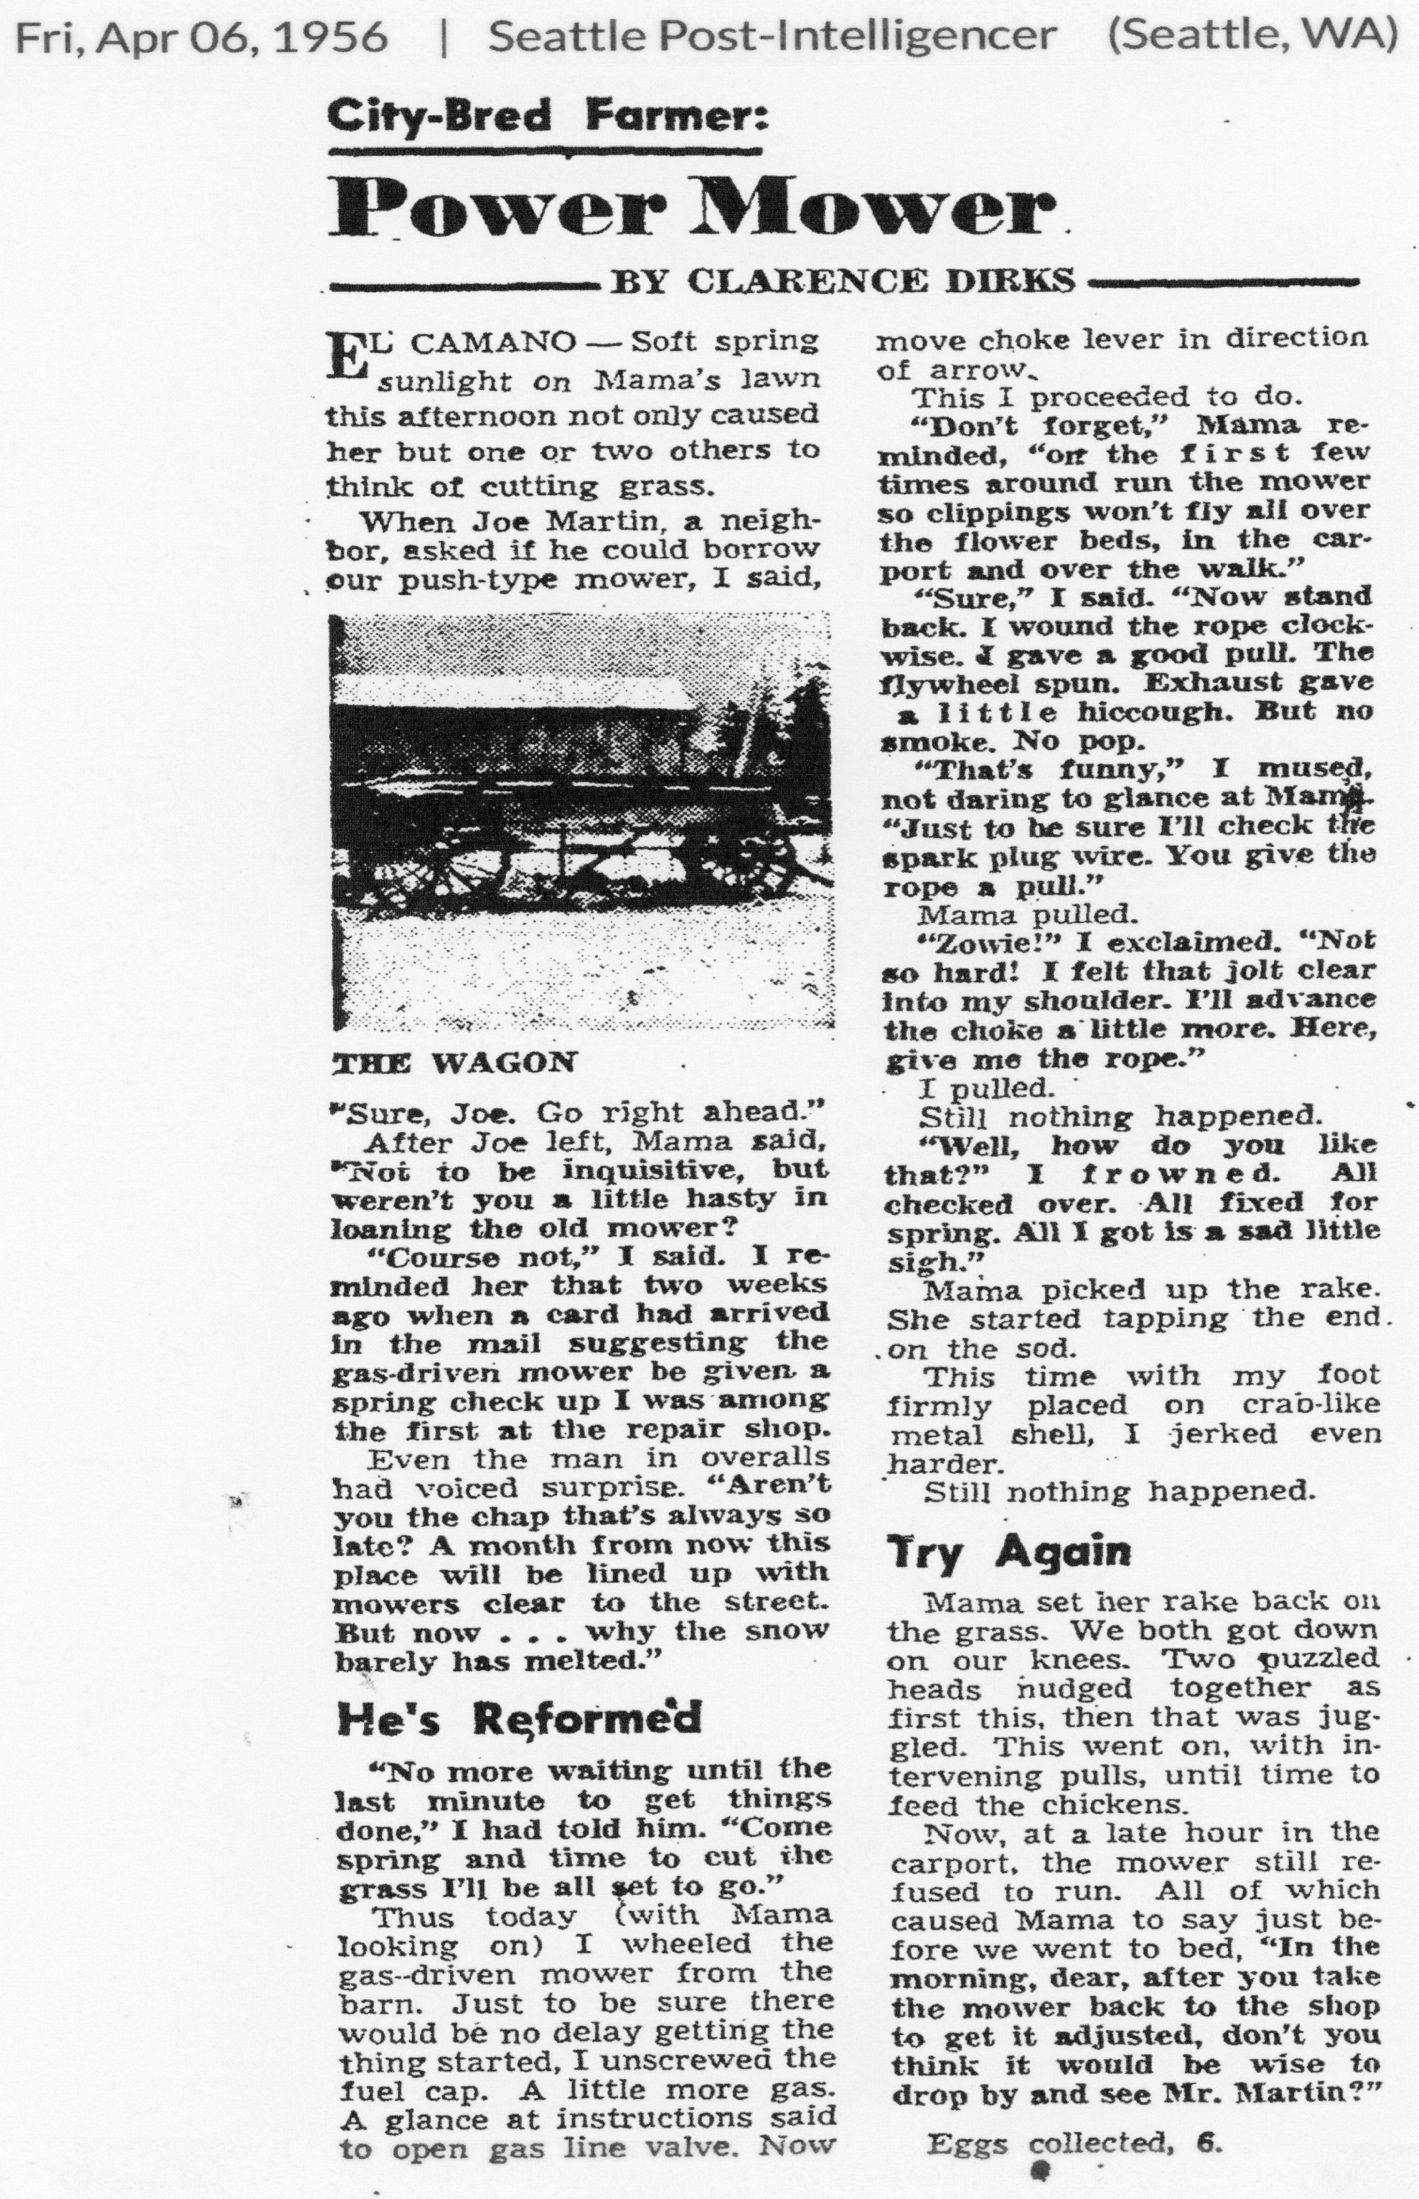 Fri, Apr 06, 1956 | Seattle Post-Intelligencer (Seattle, WA)
City-Bred Farmer:
Power Mower
BY CLARENCE DIRKS
EL CAMANO — Soft spring
sunlight on Mama's lawn
this afternoon not only caused
her but one or two others to
think of cutting grass.
When Joe Martin, a neigh-
bor, asked if he could borrow
our push-type mower, I said,
THE WAGON
"Sure, Joe. Go right ahead."
After Joe left, Mama said,
"Not to be inquisitive, but
weren't you a little hasty in
loaning the old mower?
"Course not," I said. I re-
minded her that two weeks
ago when a card had arrived
in the mail suggesting the
gas-driven mower be given a
spring check up I was among
the first at the repair shop.
Even the man in overalls
had voiced surprise. "Aren't
you the chap that's always so
late? A month from now this
place will be lined up with
mowers clear to the street.
But now . . . why the snow
barely has melted."
He's Reformed
"No more waiting until the
last minute to get things
done," I had told him. "Come
spring and time to cut the
grass I'll be all set to go."
Thus today (with Mama
looking on) I wheeled the
gas--driven mower from the
barn. Just to be sure there
would be no delay getting the
thing started, I unscrewed the
fuel cap. A little more gas.
A glance at instructions said
to open gas line valve. Now
move choke lever in direction
of arrow.
This I proceeded to do.
"Don't forget," Mama re-
minded, "on the first few
times around run the mower
so clippings won't fly all over
the flower beds, in the car-
port and over the walk."
"Sure," I said. "Now stand
back. I wound the rope clock-
wise. I gave a good pull. The
flywheel spun. Exhaust gave
a little hiccough. But no
smoke. No pop.
"That's funny," I mused,
not daring to glance at Mama.
"Just to be sure I'll check the
spark plug wire. You give the
rope a pull."
Mama pulled.
"Zowie!" I exclaimed. "Not
so hard! I felt that jolt clear
into my shoulder. I'll advance
the choke a little more. Here,
give me the rope."
I pulled.
Still nothing happened.
"Well, how do you like
that?" I frowned. All
checked over. All fixed for
spring. All I got is a sad little
sigh."
Mama picked up the rake.
She started tapping the end
on the sod.
This time with my foot
firmly placed on crab-like
metal shell, I jerked even
harder.
Still nothing happened.
Try Again
Mama set her rake back on
the grass. We both got down
on our knees. Two puzzled
heads nudged together as
first this, then that was jug-
gled. This went on, with in-
tervening pulls, until time to
feed the chickens.
Now, at a late hour in the
carport, the mower still re-
fused to run. All of which
caused Mama to say just be-
fore we went to bed, "In the
morning, dear, after you take
the mower back to the shop
to get it adjusted, don't you
think it would be wise to
drop by and see Mr. Martin?"
Eggs collected, 6.